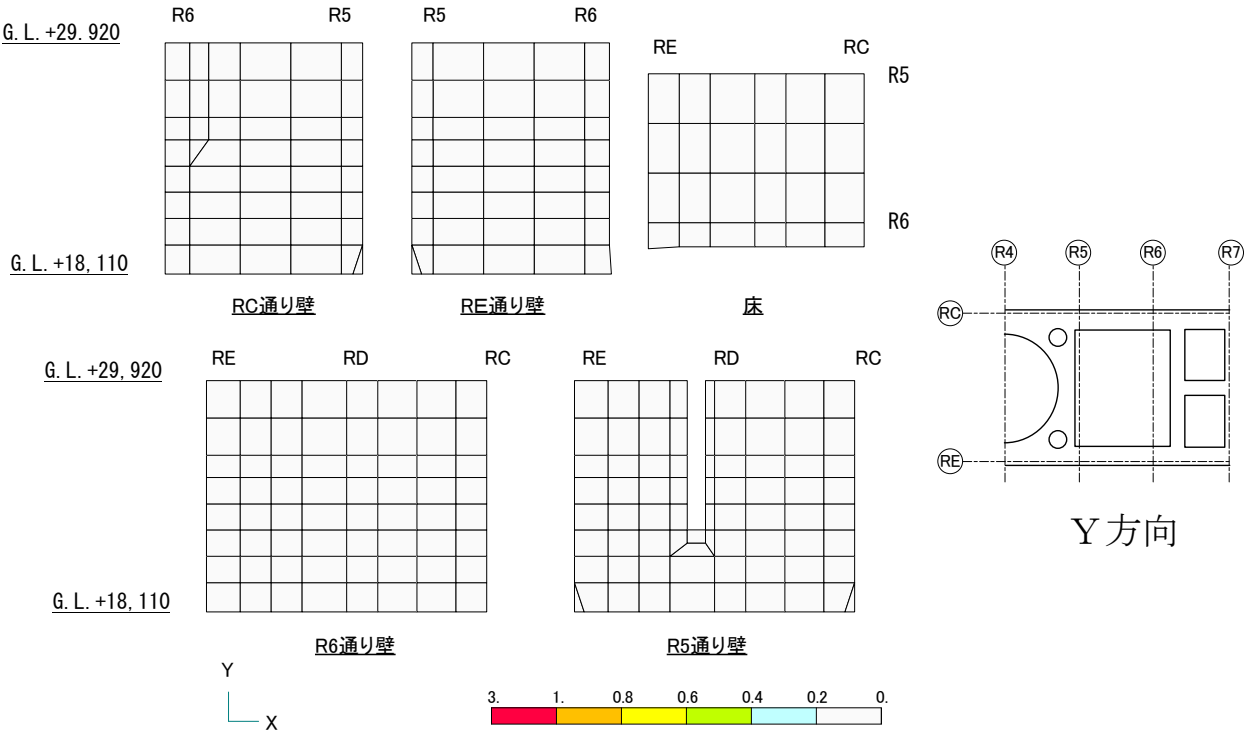 R6 R5
G.L.+29.920
RC通り壁
R5 R6
G.L.+18,110
RE通り壁
RE RC
R5
R6
床
R4 R5 R6 R7
RC
RE
Y方向
RE RD RC
G.L.+29,920
G.L.+18,110
R6通り壁
RE RD RC
R5通り壁
Y
X
3. 1. 0.8 0.6 0.4 0.2 0.